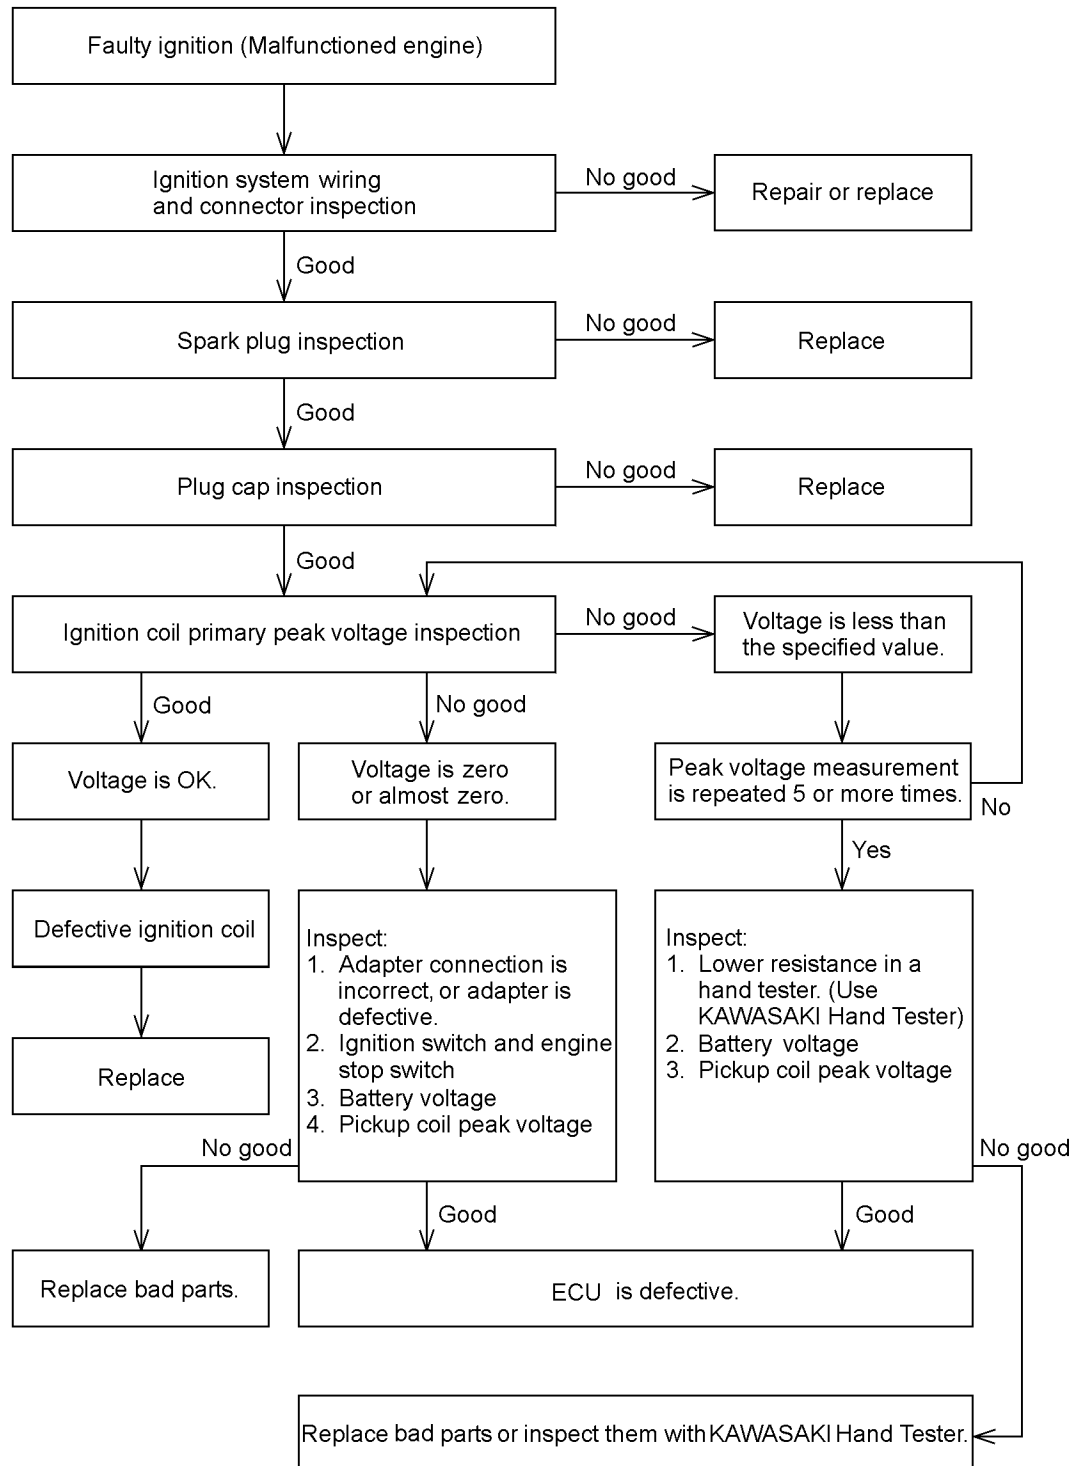 Faulty ignition (Malfunctioned engine)
Ignition system wiring
and connector inspection
No good
Repair or replace
Good
Spark plug inspection
No good
Replace
Good
Plug cap inspection
No good
Replace
Good
Ignition coil primary peak voltage inspection
No good
Voltage is less than
the specified value.
Good
No good
Voltage is OK.
Voltage is zero
or almost zero.
Peak voltage measurement
is repeated 5 or more times.
No
Yes
Defective ignition coil
Inspect:
1. Adapter connection is
incorrect, or adapter is
defective.
2. Ignition switch and engine
stop switch
3. Battery voltage
4. Pickup coil peak voltage
Inspect:
1. Lower resistance in a
hand tester. (Use
KAWASAKI Hand Tester)
2. Battery voltage
3. Pickup coil peak voltage
Replace
No good
No good
Good
Good
Replace bad parts.
ECU is defective.
Replace bad parts or inspect them with KAWASAKI Hand Tester.